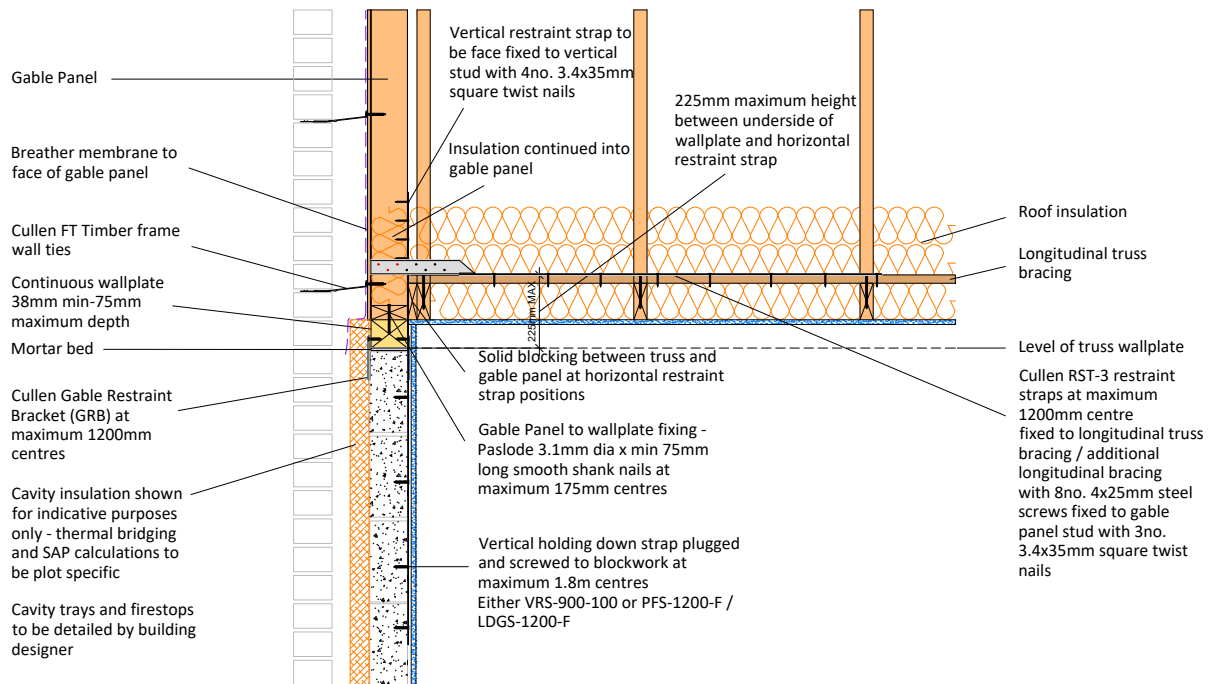 Gable Panel
Breather membrane to
face of gable panel
Cullen FT Timber frame
wall ties
Continuous wallplate
38mm min-75mm
maximum depth
Mortar bed
Cullen Gable Restraint
Bracket (GRB) at
maximum 1200mm
centres
Cavity insulation shown
for indicative purposes
only - thermal bridging
and SAP calculations to
be plot specific
Cavity trays and firestops
to be detailed by building
designer
Vertical restraint strap to
be face fixed to vertical
stud with 4no. 3.4x35mm
square twist nails
Insulation continued into
gable panel
225mm maximum height
between underside of
wallplate and horizontal
restraint strap
225mm MAX
Solid blocking between truss and
gable panel at horizontal restraint
strap positions
Gable Panel to wallplate fixing -
Paslode 3.1mm dia x min 75mm
long smooth shank nails at
maximum 175mm centres
Vertical holding down strap plugged
and screwed to blockwork at
maximum 1.8m centres
Either VRS-900-100 or PFS-1200-F /
LDGS-1200-F
Roof insulation
Longitudinal truss
bracing
Level of truss wallplate
Cullen RST-3 restraint
straps at maximum
1200mm centre
fixed to longitudinal truss
bracing / additional
longitudinal bracing
with 8no. 4x25mm steel
screws fixed to gable
panel stud with 3no.
3.4x35mm square twist
nails